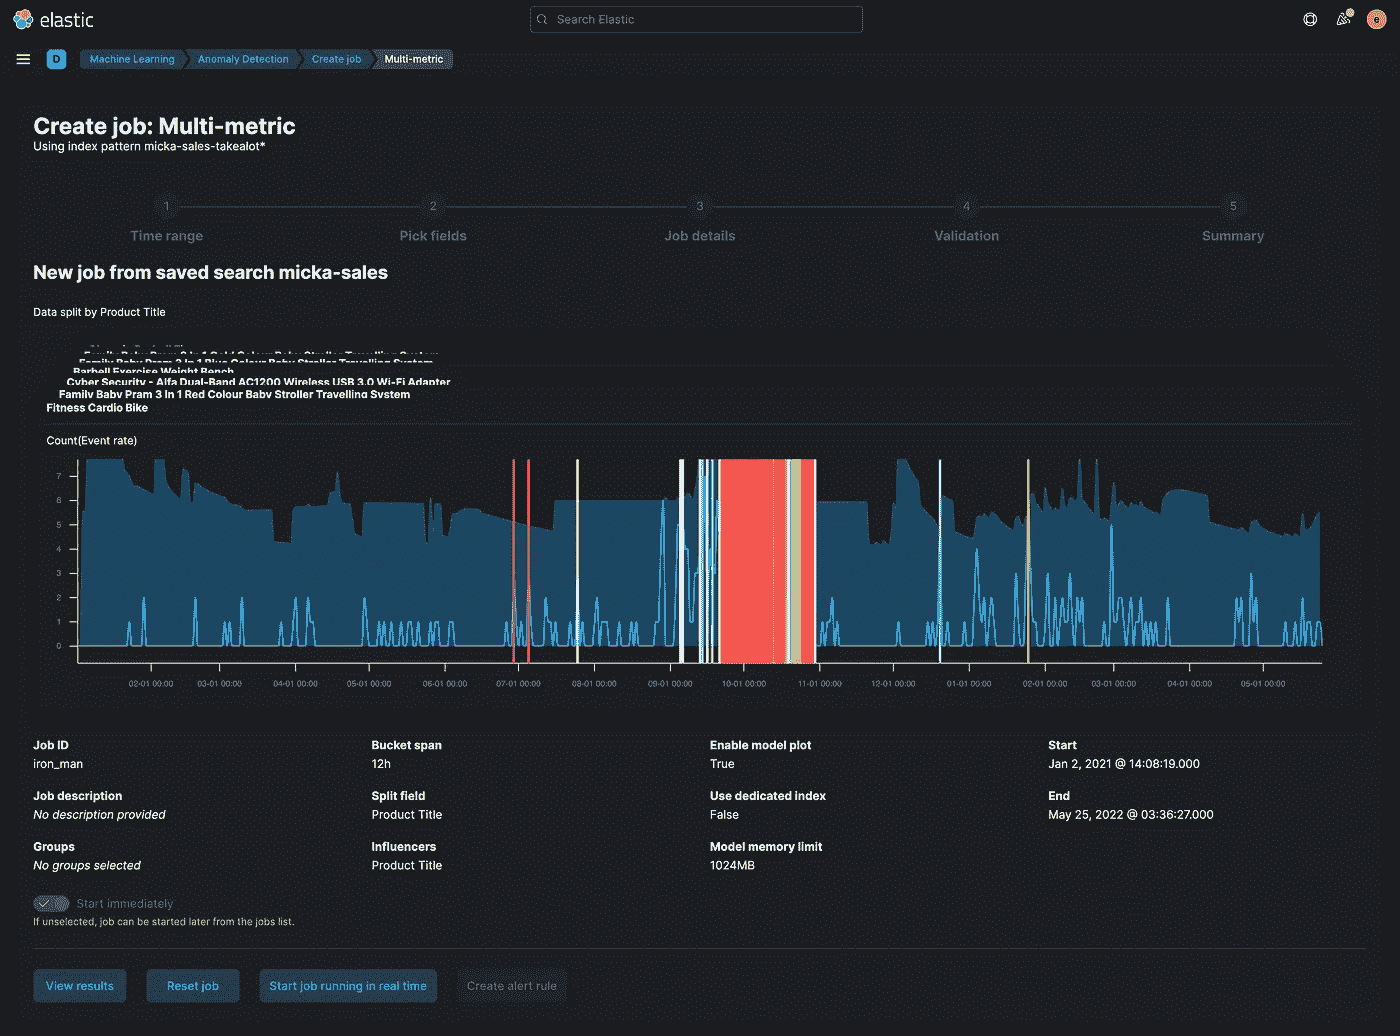 elastic
Search Elastic
e
D
Machine Learning
Anomaly Detection
Create job
Multi-metric
Create job: Multi-metric
Using index pattern micka-sales-takealot*
1
2
3
4
5
Time range
Pick fields
Job details
Validation
Summary
New job from saved search micka-sales
Data split by Product Title
Family Baby Pram 3 In 1 Blue Colour Baby Stroller Travelling System
Barbell Exercise Weight Bench
Cyber Security - Alfa Dual-Band AC1200 Wireless USB 3.0 Wi-Fi Adapter
Family Baby Pram 3 In 1 Red Colour Baby Stroller Travelling System
Fitness Cardio Bike
Count(Event rate)
7
6
5
4
3
2
1
0
02-01 00:00
03-01 00:00
04-01 00:00
05-01 00:00
06-01 00:00
07-01 00:00
08-01 00:00
09-01 00:00
10-01 00:00
11-01 00:00
12-01 00:00
01-01 00:00
02-01 00:00
03-01 00:00
04-01 00:00
05-01 00:00
Job ID
iron_man
Bucket span
12h
Enable model plot
True
Start
Jan 2, 2021 @ 14:08:19.000
Job description
No description provided
Split field
Product Title
Use dedicated index
False
End
May 25, 2022 @ 03:36:27.000
Groups
No groups selected
Influencers
Product Title
Model memory limit
1024MB
Start immediately
If unselected, job can be started later from the jobs list.
View results
Reset job
Start job running in real time
Create alert rule